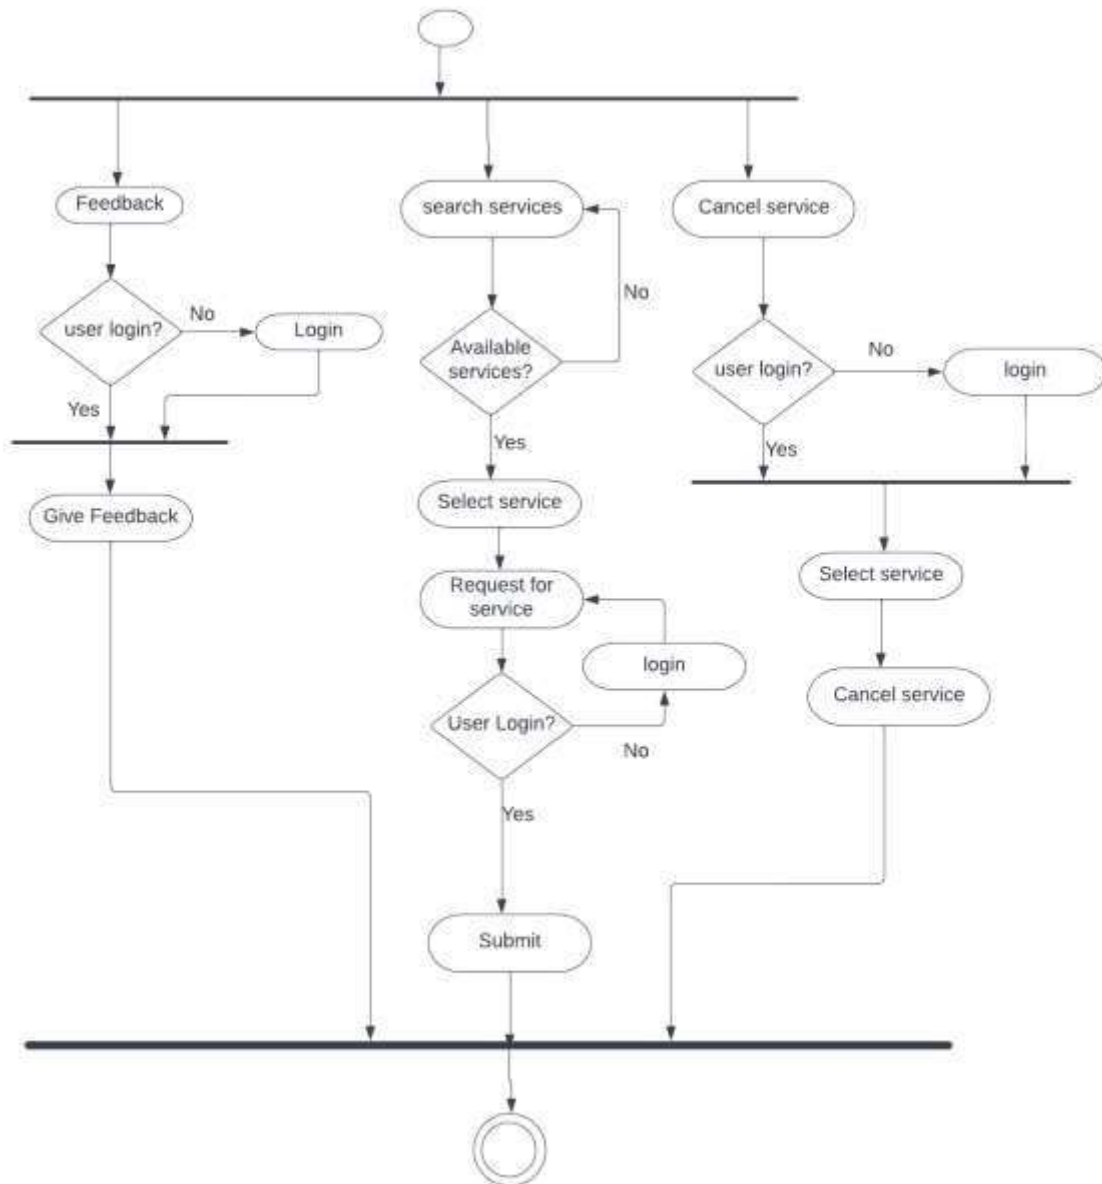 Feedback
search services
Cancel service
user login?
No
Login
Yes
Give Feedback
Available
services?
No
Yes
Select service
Request for
service
login
User Login?
No
Yes
Submit
user login?
No
login
Yes
Select service
Cancel service